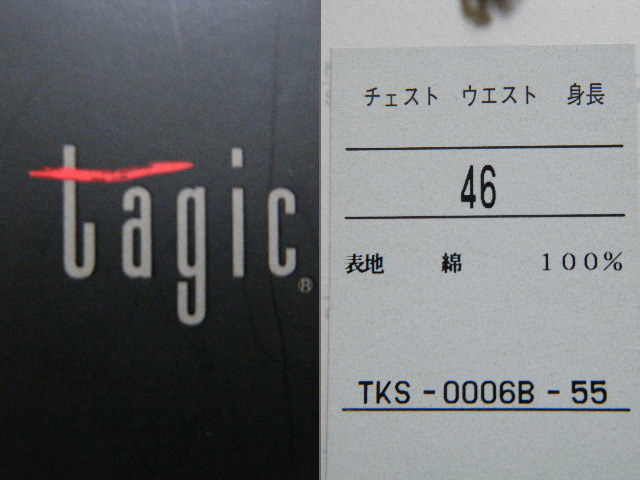 tagic®
チェスト ウエスト 身長
46
表地 綿 100%
TKS-0006B-55